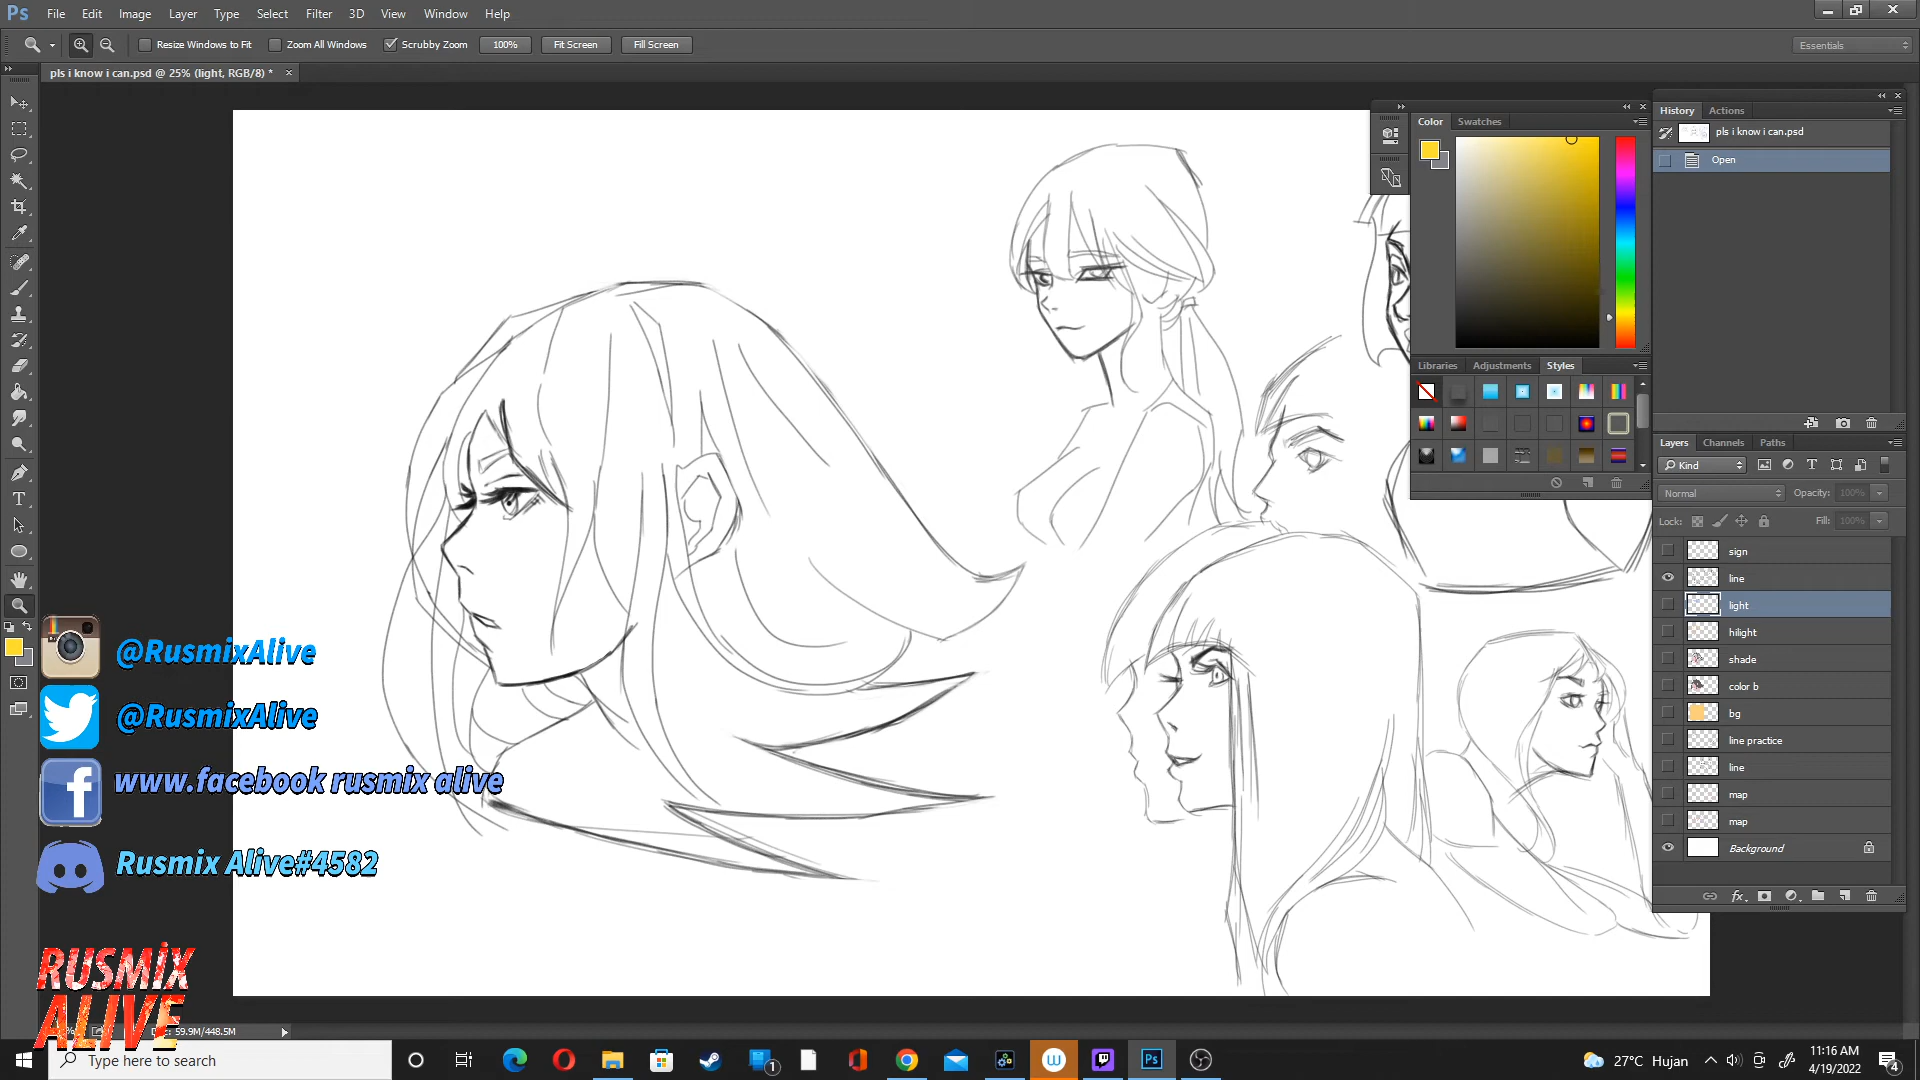 Ps File Edit Image Layer Type Select Filter 3D View Window Help
Resize Windows to Fit Zoom All Windows Scrubby Zoom 100% Fit Screen Fill Screen Essentials
pls i know i can.psd @ 25% (light, RGB/8) *
Color Swatches
History Actions
pls i know i can.psd
Open
Libraries Adjustments Styles
Layers Channels Paths
Kind
Normal Opacity: 100%
Lock: Fill: 100%
sign
line
light
hilight
shade
color b
bg
line practice
line
map
map
Background
@RusmixAlive
@RusmixAlive
www.facebook rusmix alive
Rusmix Alive#4582
RUSMIX
ALIVE
59.9M/448.5M
Type here to search
27°C Hujan
11:16 AM
4/19/2022